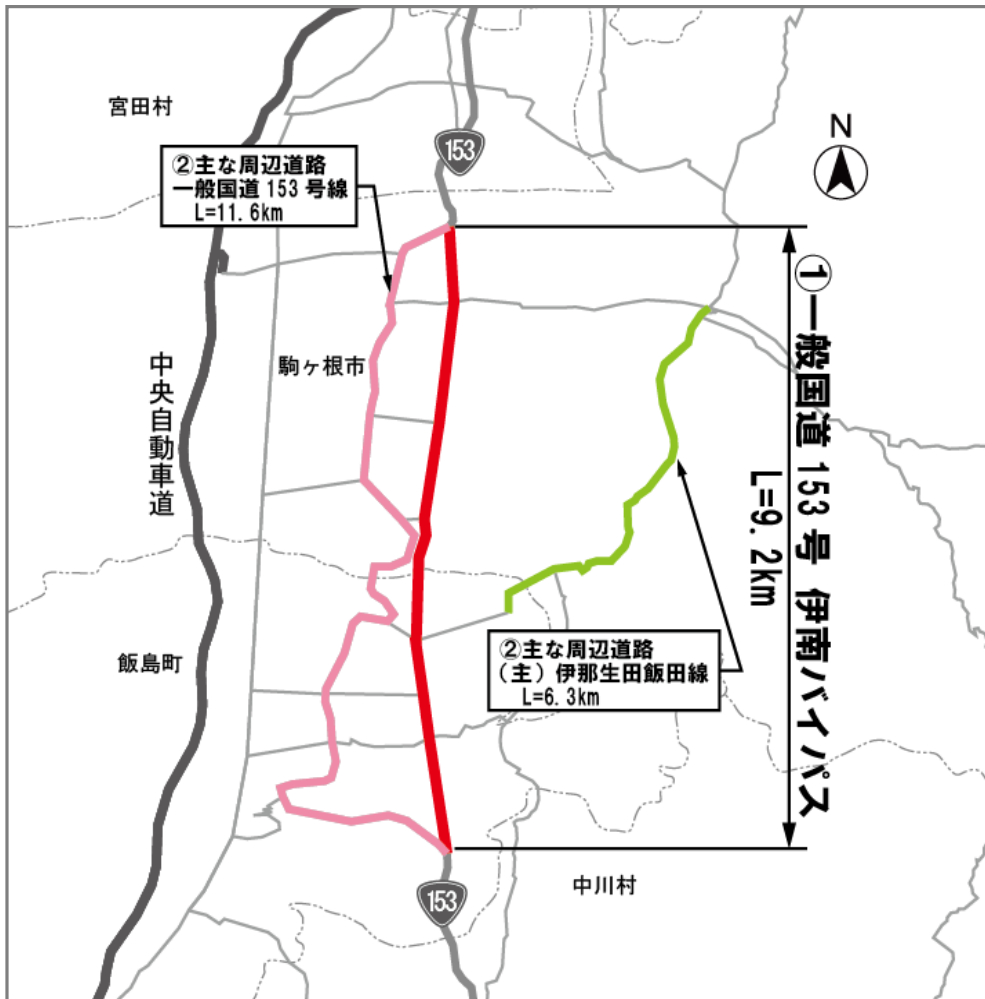 宮田村
153
N
②主な周辺道路
一般国道153号線
L=11.6km
①一般国道 153 号 伊南バイパス
L=9.2km
駒ヶ根市
中央自動車道
飯島町
②主な周辺道路
(主)伊那生田飯田線
L=6.3km
中川村
153